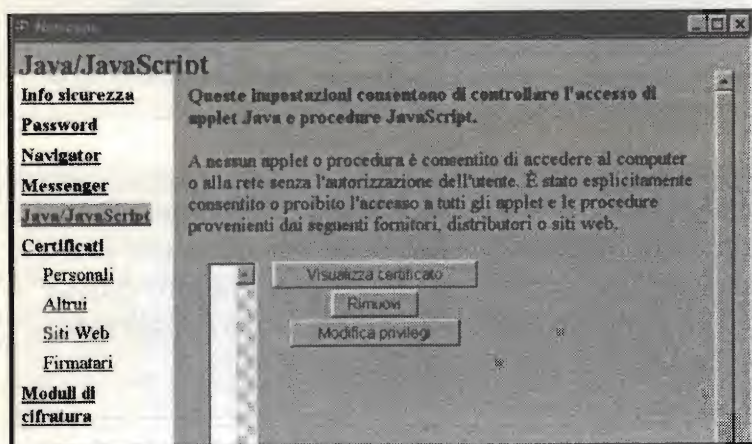 Java/JavaScript
Info sicurezza
Password
Navigator
Messenger
Java/JavaScript
Certificati
Personali
Altrui
Siti Web
Firmatari
Moduli di
cifratura
Queste impostazioni consentono di controllare l'accesso di
applet Java e procedure JavaScript.
A nessun applet o procedura è consentito di accedere al computer
o alla rete senza l'autorizzazione dell'utente. È stato esplicitamente
consentito o proibito l'accesso a tutti gli applet e le procedure
provenienti dai seguenti fornitori, distributori o siti web.
Visualizza certificato
Rimuovi
Modifica privilegi